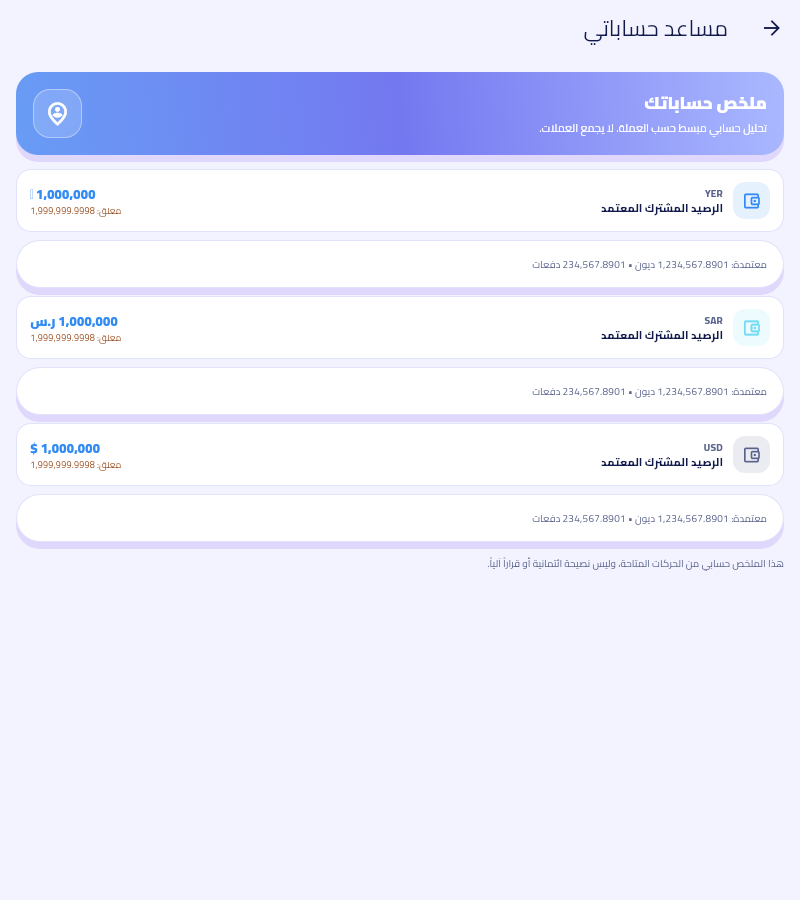 مساعد حساباتي
ملخص حساباتك
تحليل حسابي مبسط حسب العملة. لا يجمع العملات.
YER
الرصيد المشترك المعتمد
1,000,000
معلق: 1,999,999.9998
معتمدة: 1,234,567.8901 ديون • 234,567.8901 دفعات
SAR
الرصيد المشترك المعتمد
1,000,000 ر.س
معلق: 1,999,999.9998
معتمدة: 1,234,567.8901 ديون • 234,567.8901 دفعات
USD
الرصيد المشترك المعتمد
1,000,000 $
معلق: 1,999,999.9998
معتمدة: 1,234,567.8901 ديون • 234,567.8901 دفعات
هذا الملخص حسابي من الحركات المتاحة، وليس نصيحة ائتمانية أو قراراً آلياً.